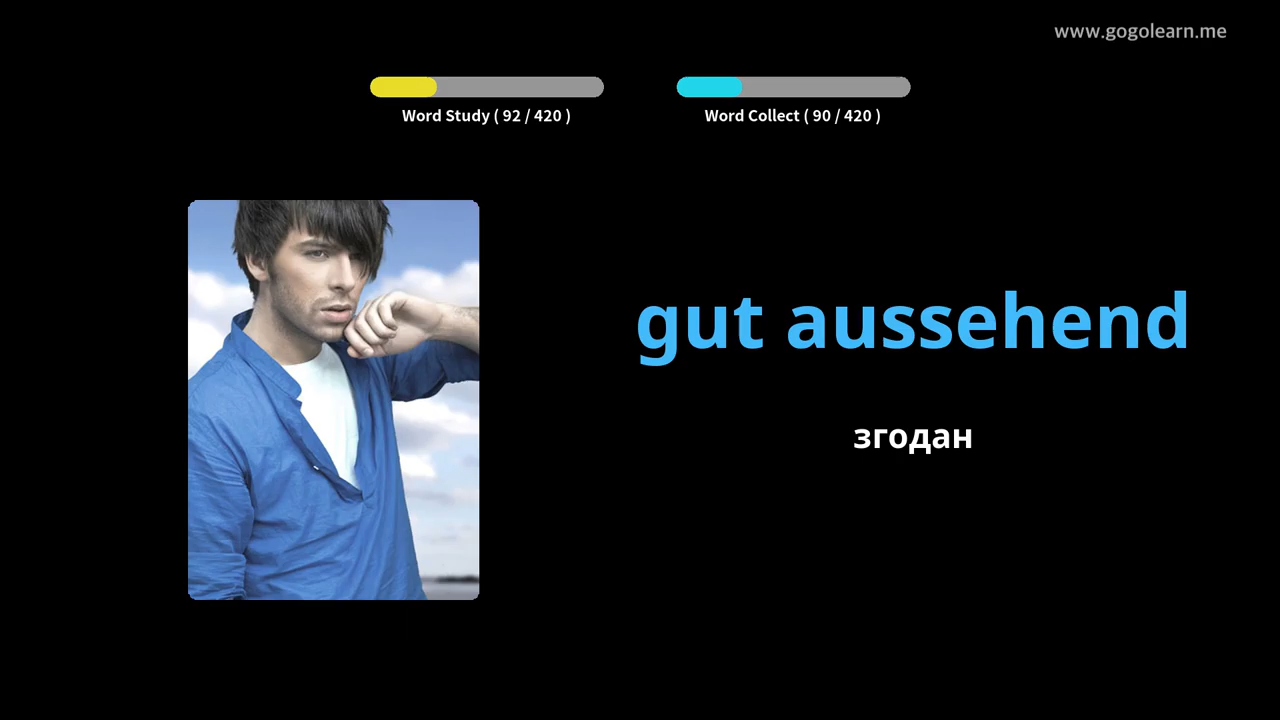 www.gogolearn.me
Word Study ( 92 / 420 )
Word Collect ( 90 / 420 )
gut aussehend
згодан